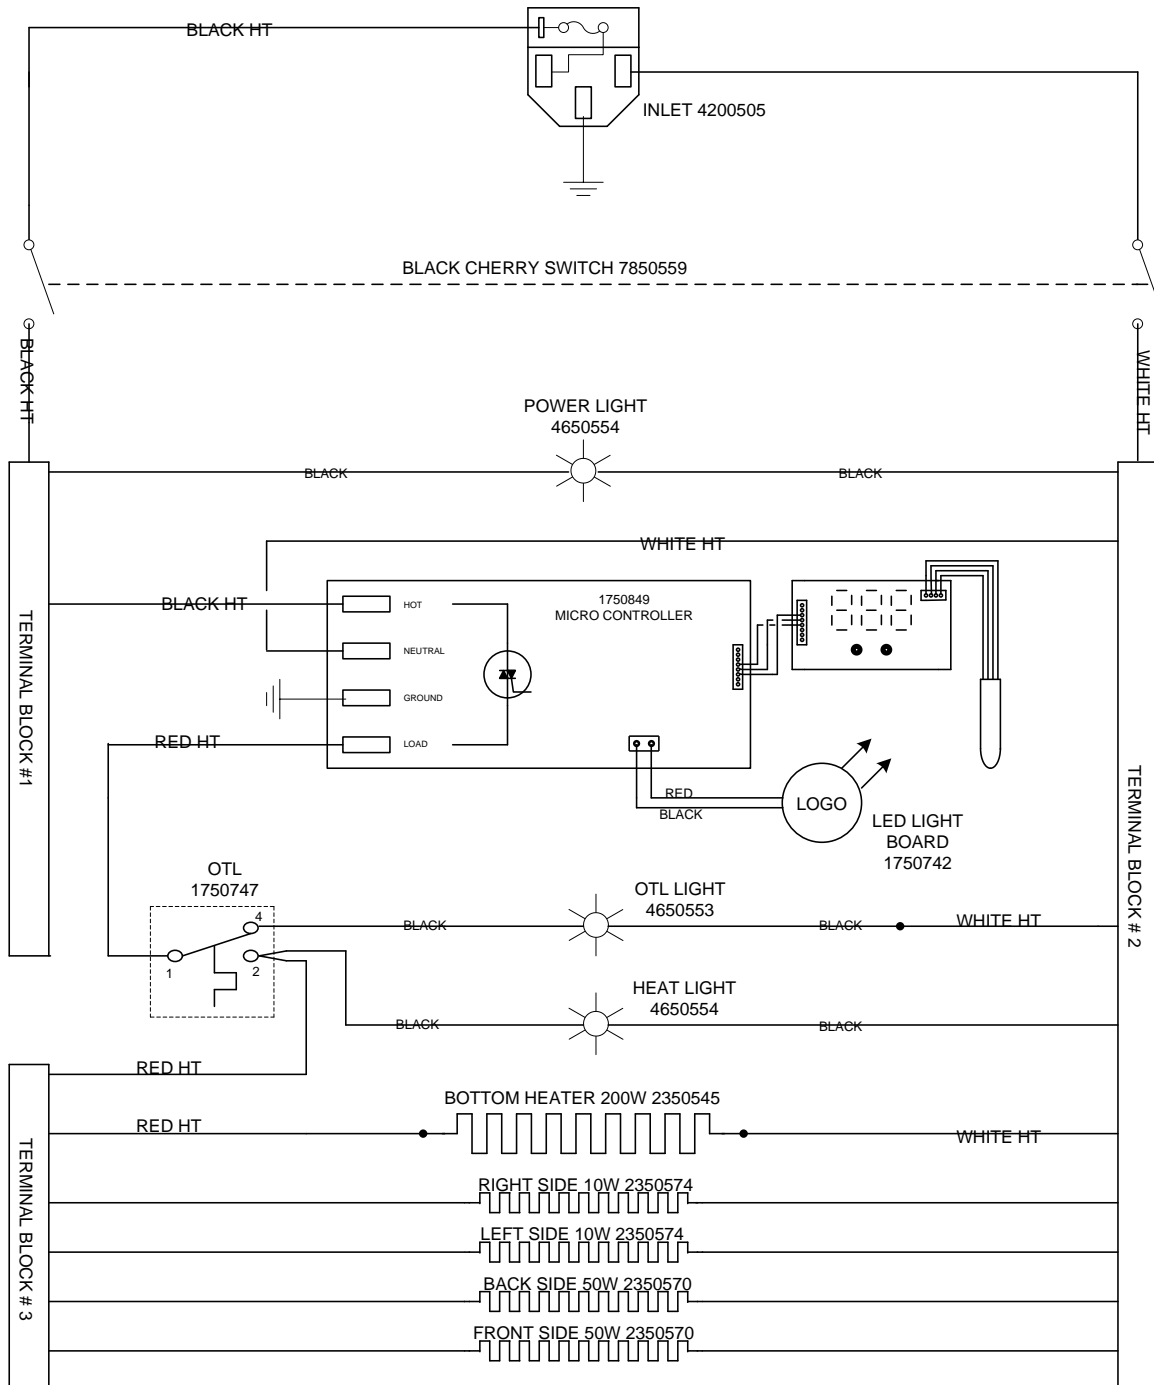 BLACK HT
INLET 4200505
BLACK CHERRY SWITCH 7850559
BLACK HT
WHITE HT
POWER LIGHT
4650554
BLACK
BLACK
WHITE HT
BLACK HT
HOT
1750849
MICRO CONTROLLER
NEUTRAL
GROUND
RED HT
LOAD
TERMINAL BLOCK #1
RED
BLACK
LOGO
LED LIGHT
BOARD
1750742
TERMINAL BLOCK # 2
OTL
1750747
4
1
2
OTL LIGHT
4650553
BLACK
BLACK
WHITE HT
HEAT LIGHT
4650554
BLACK
BLACK
RED HT
BOTTOM HEATER 200W 2350545
RED HT
WHITE HT
TERMINAL BLOCK # 3
RIGHT SIDE 10W 2350574
LEFT SIDE 10W 2350574
BACK SIDE 50W 2350570
FRONT SIDE 50W 2350570